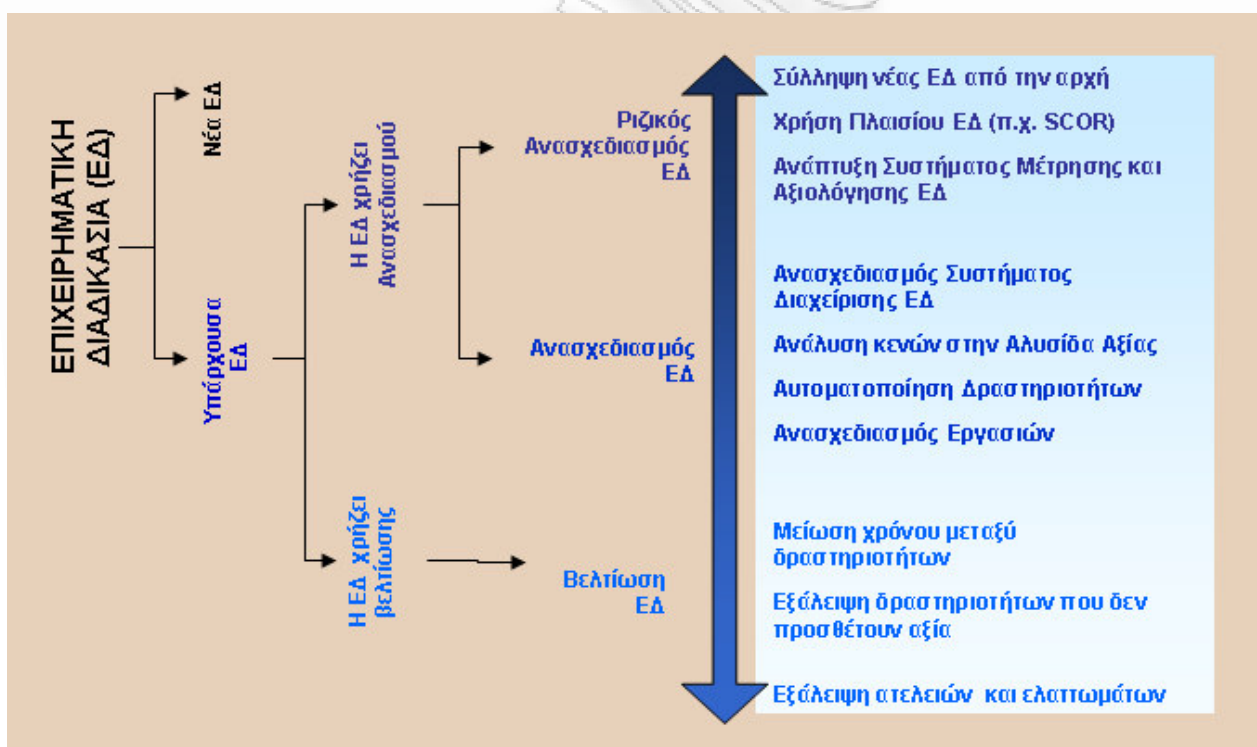 ΕΠΙΧΕΙΡΗΜΑΤΙΚΗ
ΔΙΑΔΙΚΑΣΙΑ (ΕΔ)
Νέα ΕΔ
Υπάρχουσα
ΕΔ
Η ΕΔ χρήζει
Ανασχεδιασμού
Η ΕΔ χρήζει
βελτίωσης
Ριζικός
Ανασχεδιασμός
ΕΔ
Ανασχεδιασμός
ΕΔ
Βελτίωση
ΕΔ
Σύλληψη νέας ΕΔ από την αρχή
Χρήση Πλαισίου ΕΔ (π.χ. SCOR)
Ανάπτυξη Συστήματος Μέτρησης και
Αξιολόγησης ΕΔ
Ανασχεδιασμός Συστήματος
Διαχείρισης ΕΔ
Ανάλυση κενών στην Αλυσίδα Αξίας
Αυτοματοποίηση Δραστηριοτήτων
Ανασχεδιασμός Εργασιών
Μείωση χρόνου μεταξύ
δραστηριοτήτων
Εξάλειψη δραστηριοτήτων που δεν
προσθέτουν αξία
Εξάλειψη ατελειών και ελαττωμάτων